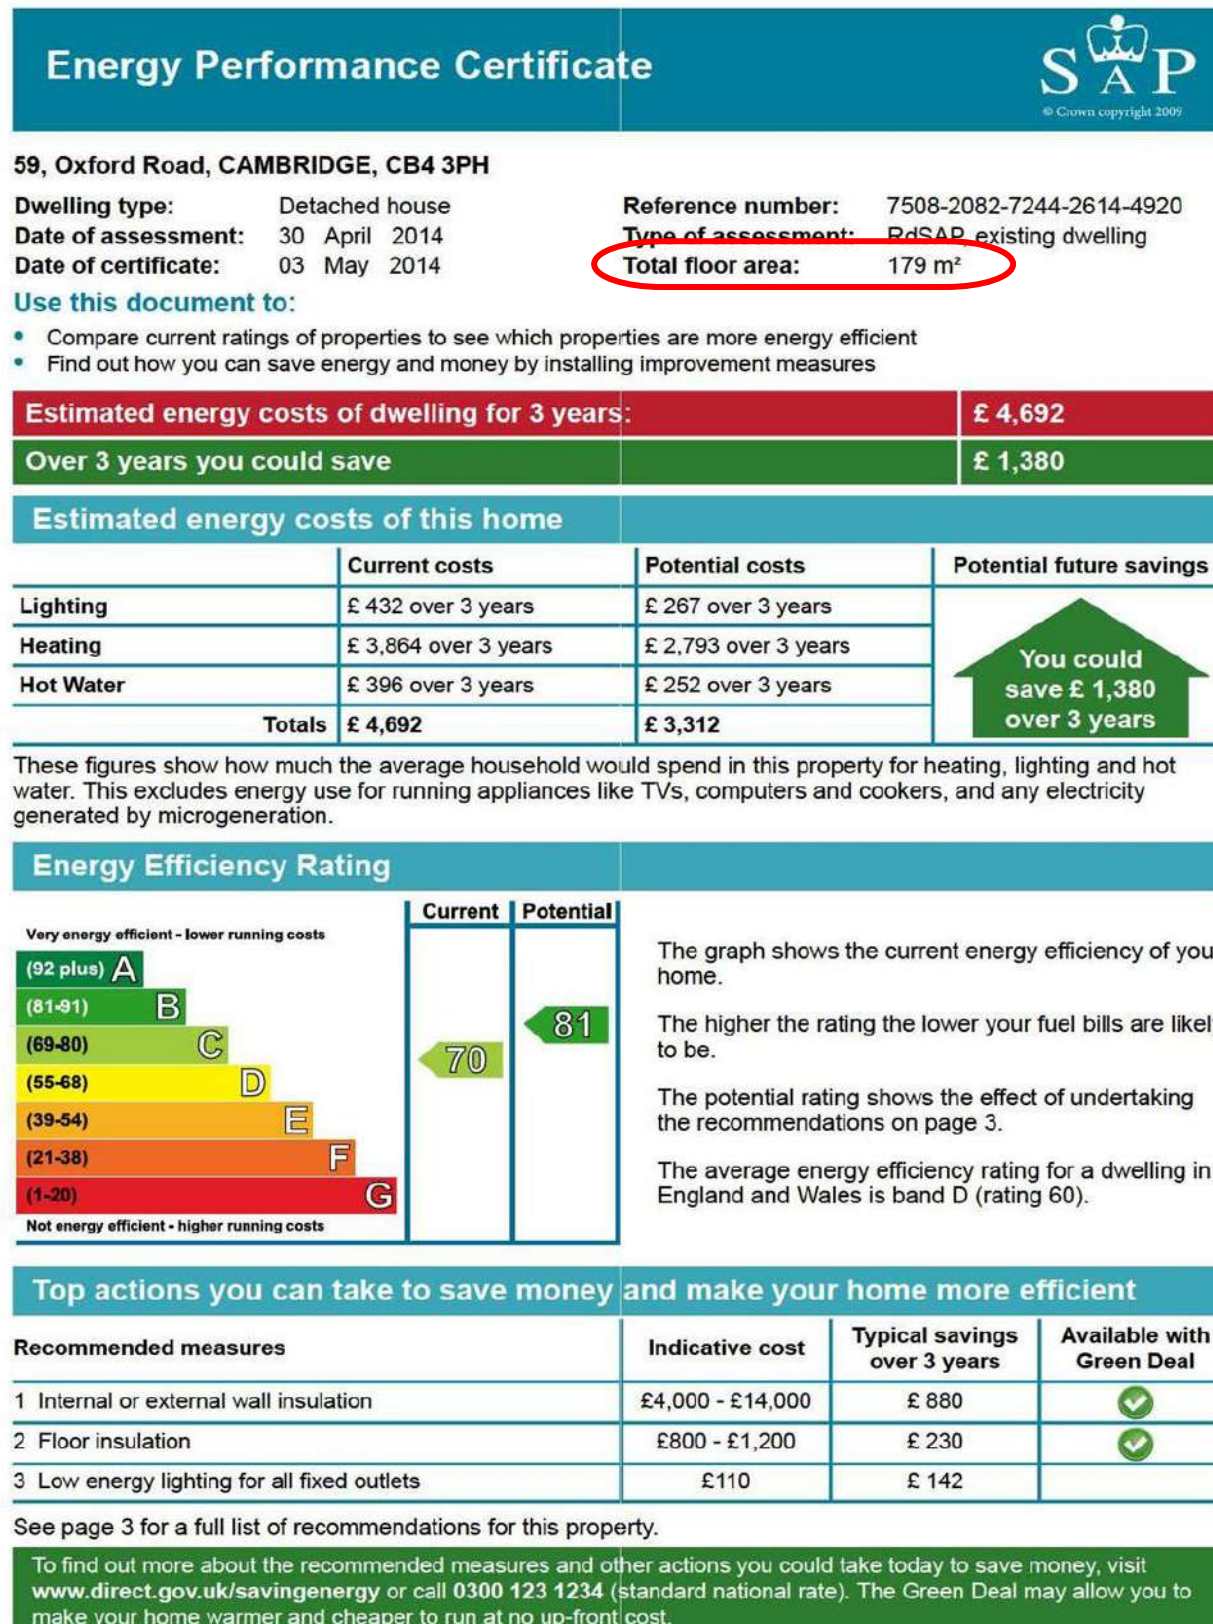 Energy Performance Certificate
SAP
© Crown copyright 2009
59, Oxford Road, CAMBRIDGE, CB4 3PH
Dwelling type: Detached house
Reference number: 7508-2082-7244-2614-4920
Date of assessment: 30 April 2014
Type of assessment: RdSAP, existing dwelling
Date of certificate: 03 May 2014
Total floor area: 179 m²
Use this document to:
• Compare current ratings of properties to see which properties are more energy efficient
• Find out how you can save energy and money by installing improvement measures
Estimated energy costs of dwelling for 3 years: £ 4,692
Over 3 years you could save £ 1,380
Estimated energy costs of this home
Current costs Potential costs Potential future savings
Lighting £ 432 over 3 years £ 267 over 3 years
Heating £ 3,864 over 3 years £ 2,793 over 3 years
Hot Water £ 396 over 3 years £ 252 over 3 years
Totals £ 4,692 £ 3,312
You could
save £ 1,380
over 3 years
These figures show how much the average household would spend in this property for heating, lighting and hot
water. This excludes energy use for running appliances like TVs, computers and cookers, and any electricity
generated by microgeneration.
Energy Efficiency Rating
Current Potential
Very energy efficient - lower running costs
(92 plus) A
(81-91) B
(69-80) C
(55-68) D
(39-54) E
(21-38) F
(1-20) G
Not energy efficient - higher running costs
70
81
The graph shows the current energy efficiency of you
home.
The higher the rating the lower your fuel bills are likel
to be.
The potential rating shows the effect of undertaking
the recommendations on page 3.
The average energy efficiency rating for a dwelling in
England and Wales is band D (rating 60).
Top actions you can take to save money and make your home more efficient
Recommended measures Indicative cost Typical savings over 3 years Available with Green Deal
1 Internal or external wall insulation £4,000 - £14,000 £ 880
2 Floor insulation £800 - £1,200 £ 230
3 Low energy lighting for all fixed outlets £110 £ 142
See page 3 for a full list of recommendations for this property.
To find out more about the recommended measures and other actions you could take today to save money, visit
www.direct.gov.uk/savingenergy or call 0300 123 1234 (standard national rate). The Green Deal may allow you to
make your home warmer and cheaper to run at no up-front cost.